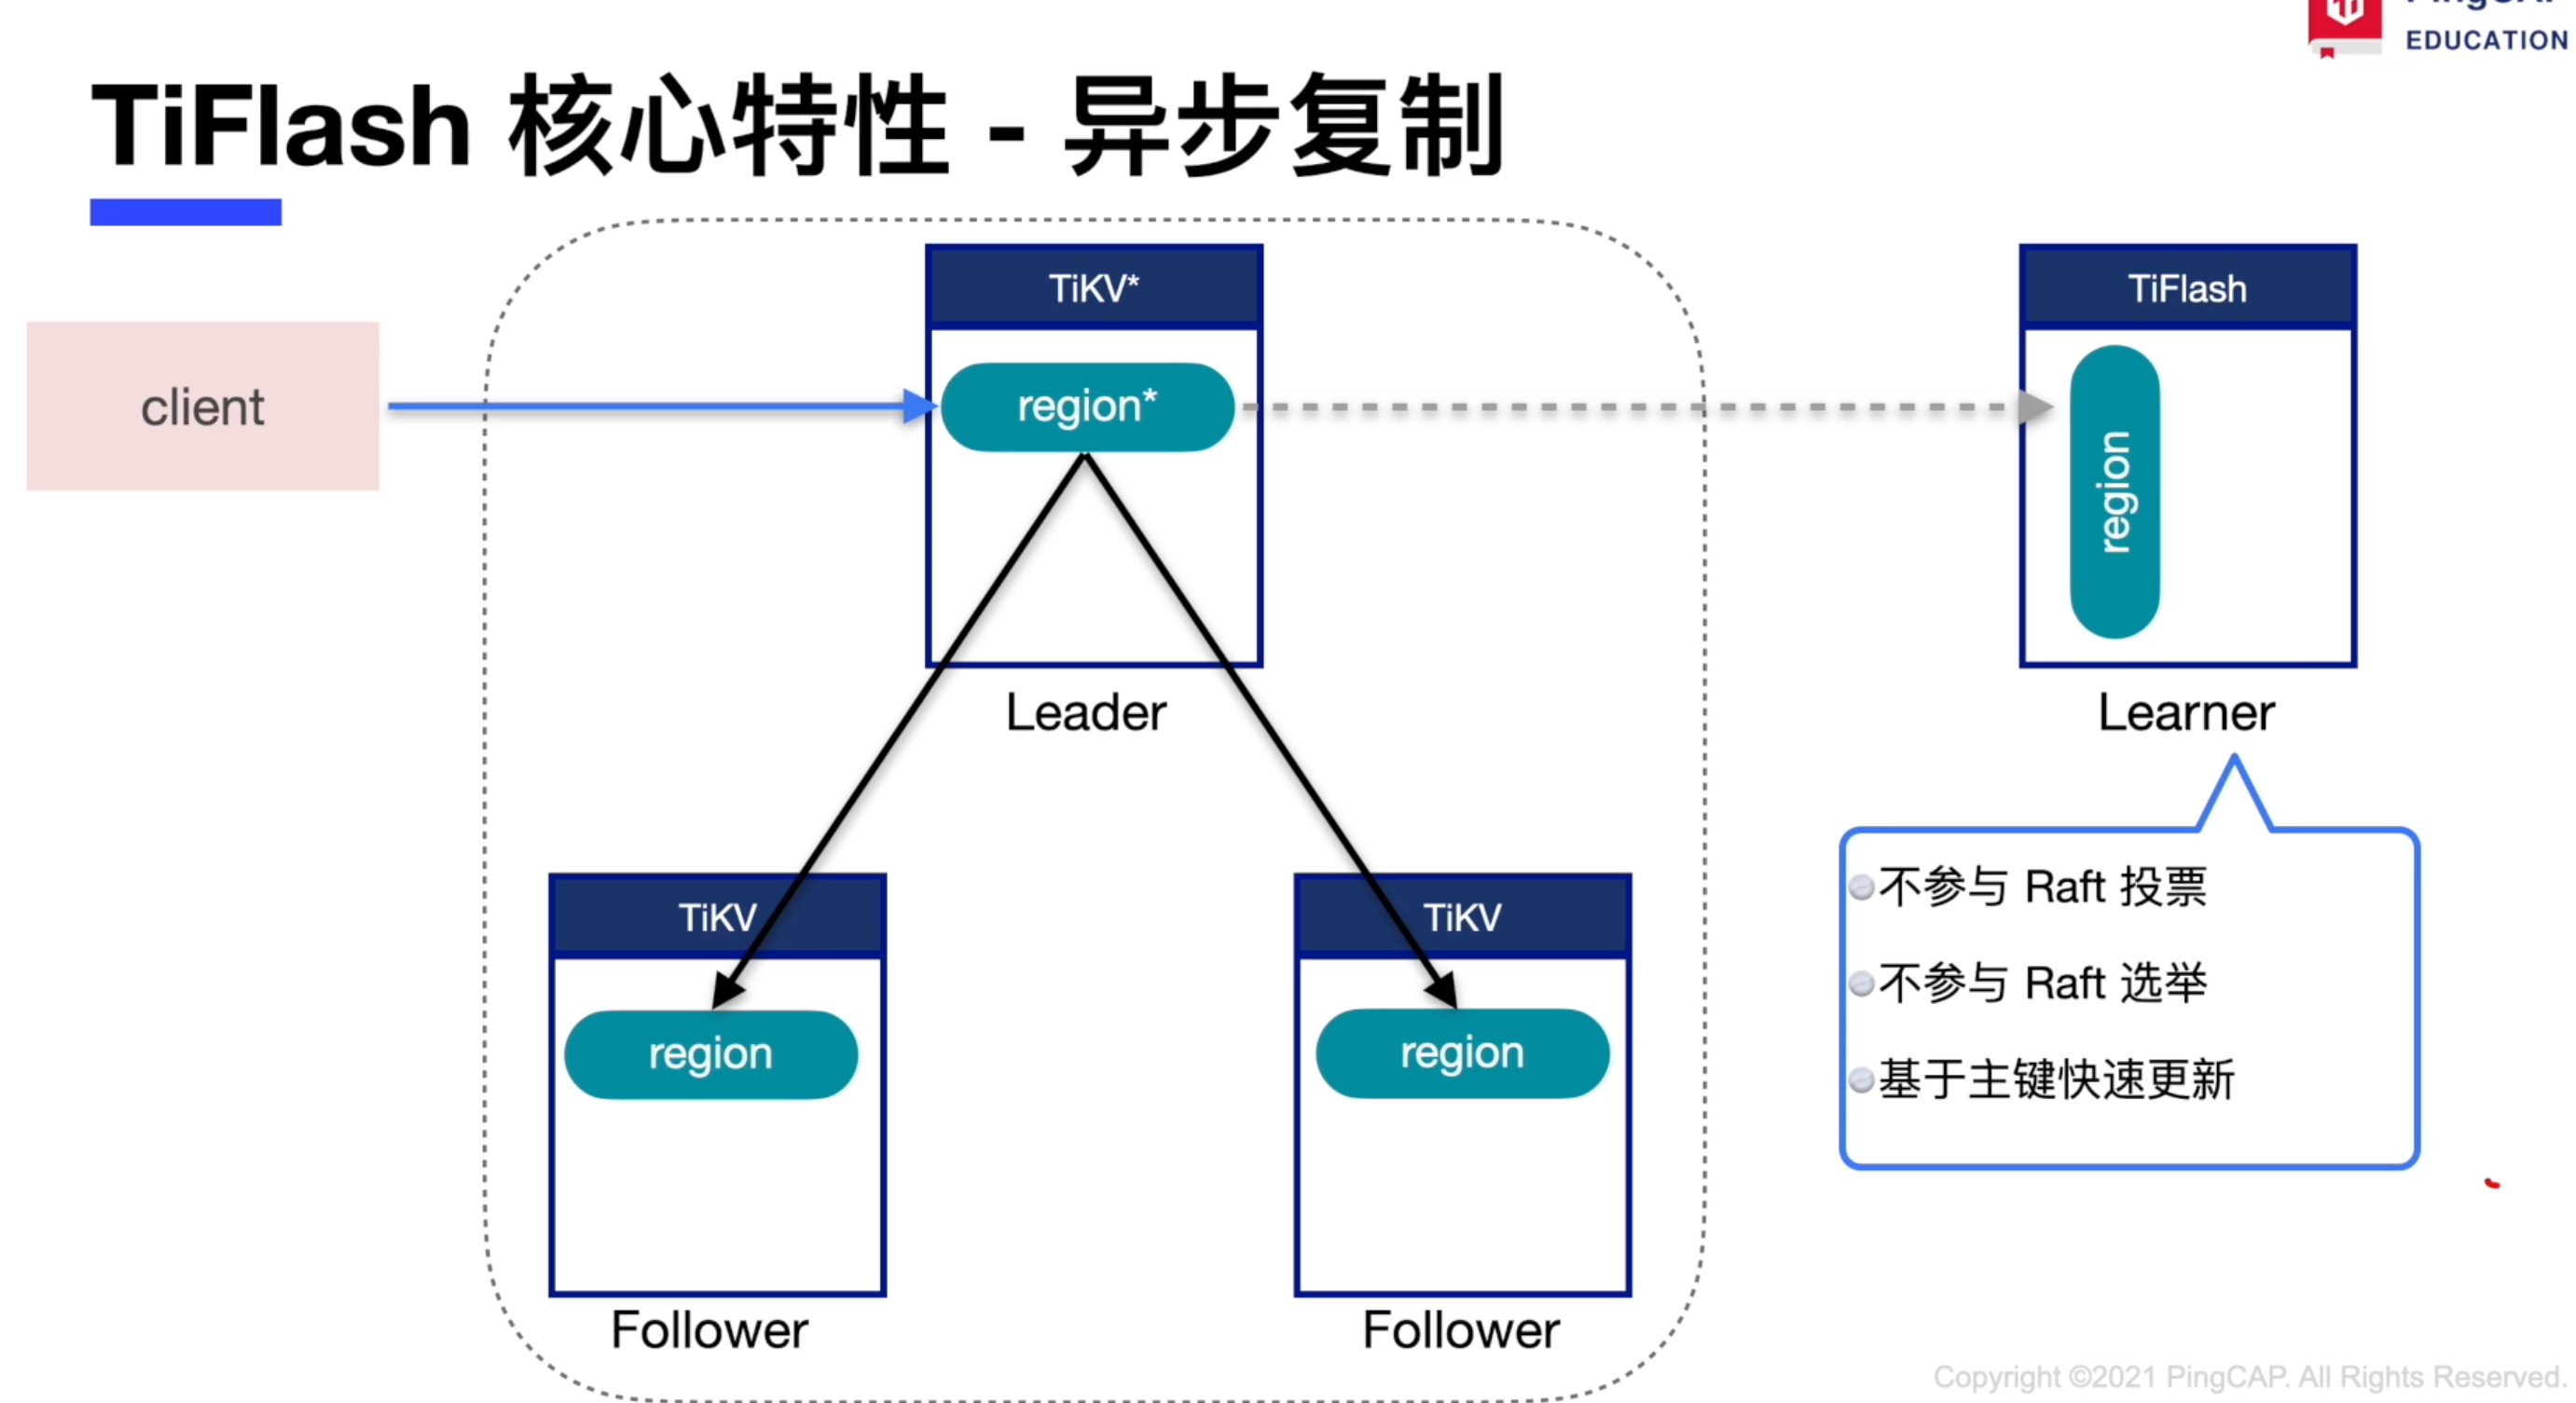 EDUCATION
TiFlash 核心特性 - 异步复制
client
TiKV*
region*
Leader
TiFlash
region
Learner
不参与 Raft 投票
不参与 Raft 选举
基于主键快速更新
TiKV
region
Follower
TiKV
region
Follower
Copyright ©2021 PingCAP. All Rights Reserved.